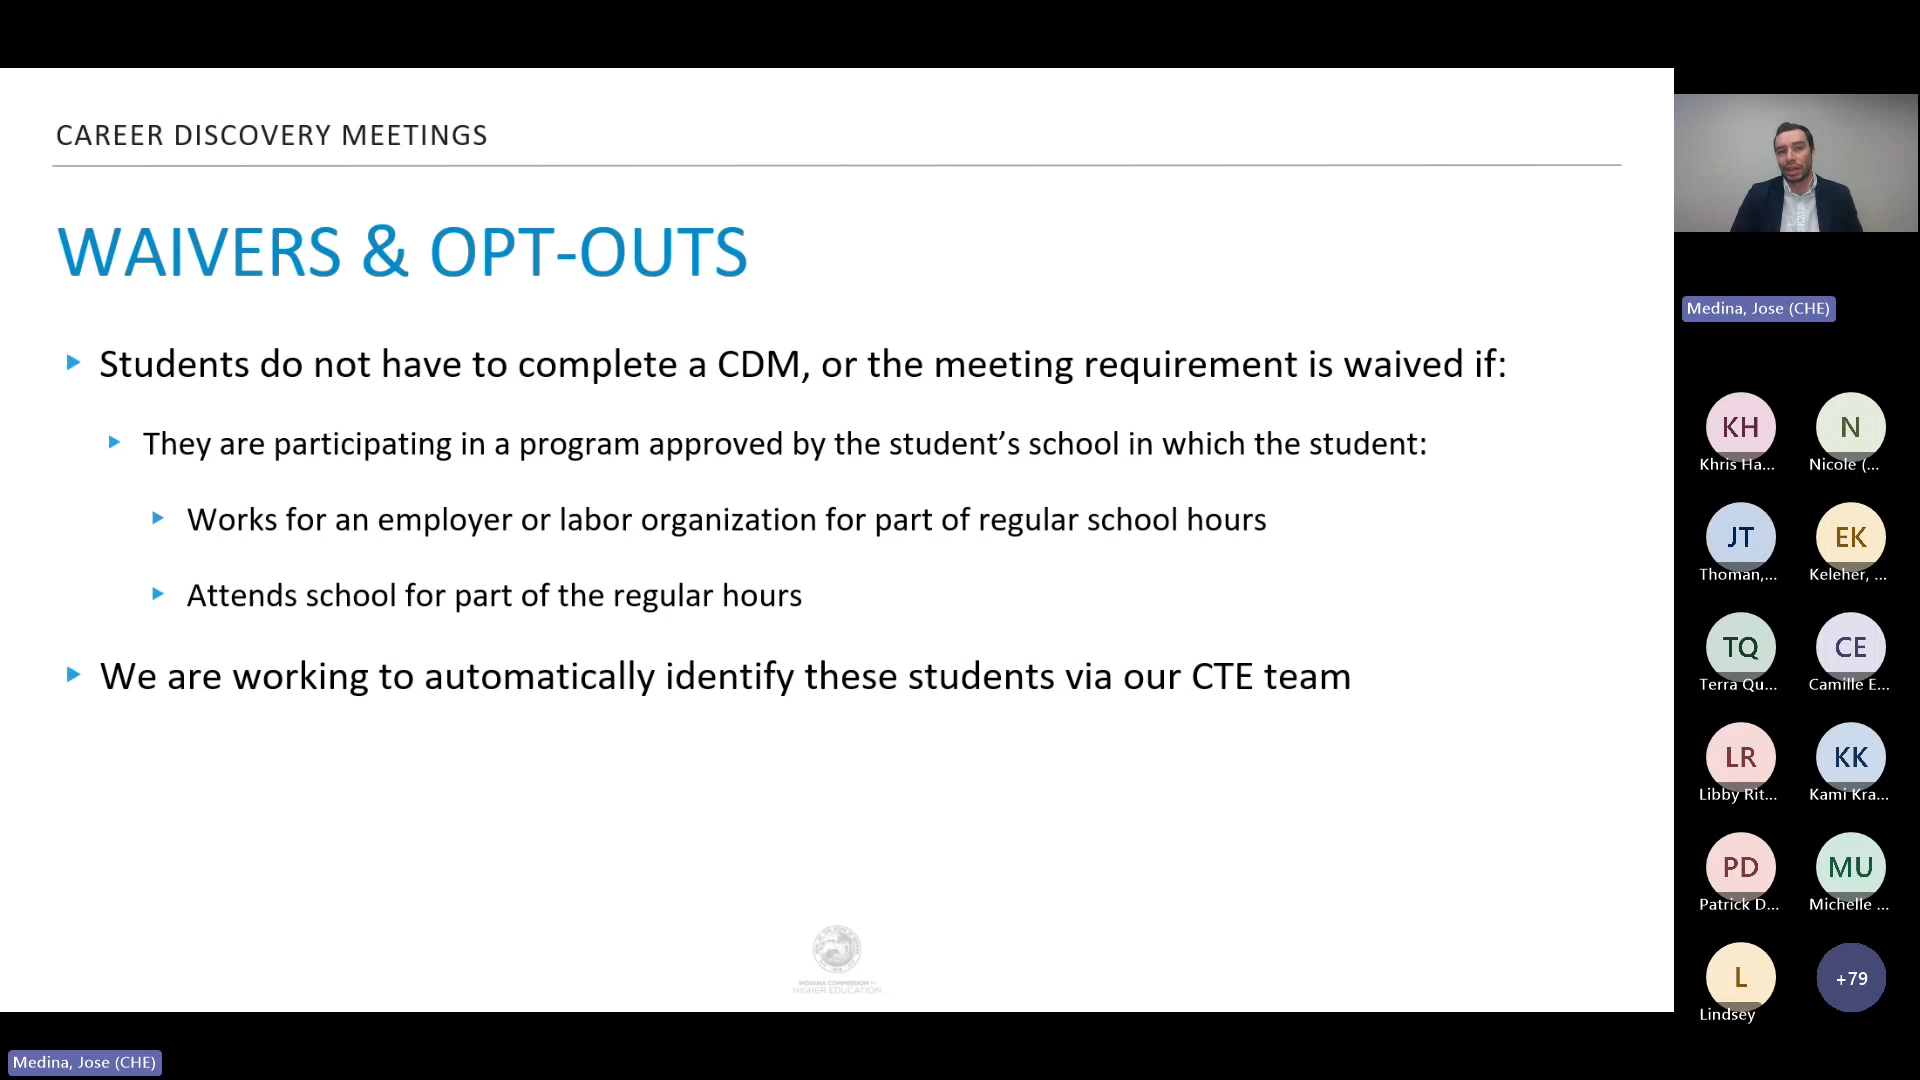 CAREER DISCOVERY MEETINGS
WAIVERS & OPT-OUTS
Students do not have to complete a CDM, or the meeting requirement is waived if:
They are participating in a program approved by the student’s school in which the student:
Works for an employer or labor organization for part of regular school hours
Attends school for part of the regular hours
We are working to automatically identify these students via our CTE team
INDIANA COMMISSION for
HIGHER EDUCATION
Medina, Jose (CHE)
Medina, Jose (CHE)
KH
Khris Ha...
N
Nicole (...
JT
Thoman,...
EK
Keleher, ...
TQ
Terra Qu...
CE
Camille E...
LR
Libby Rit...
KK
Kami Kra...
PD
Patrick D...
MU
Michelle ...
L
Lindsey
+79